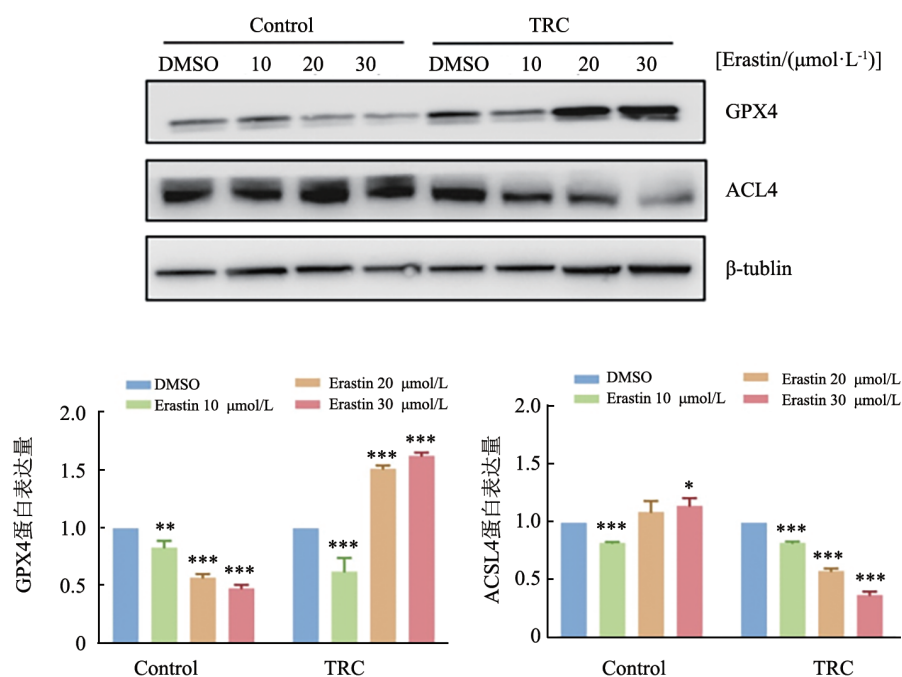 Control TRC
DMSO 10 20 30 DMSO 10 20 30 [Erastin/(μmol·L⁻¹)]
GPX4
ACL4
β-tublin
DMSO Erastin 20 μmol/L
Erastin 10 μmol/L Erastin 30 μmol/L
GPX4蛋白表达量
2.0
1.5
1.0
0.5
0
** *** *** *** *** ***
Control TRC
DMSO Erastin 20 μmol/L
Erastin 10 μmol/L Erastin 30 μmol/L
ACSL4蛋白表达量
2.0
1.5
1.0
0.5
0
*** * *** *** ***
Control TRC